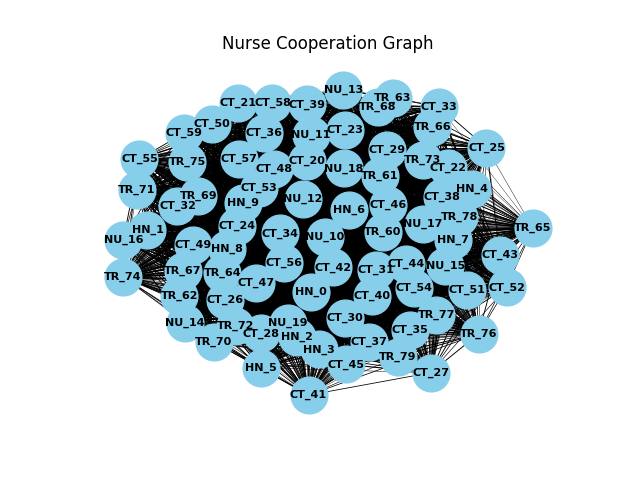 Nurse Cooperation Graph
NU_13
TR_63
CT_21
CT_58
CT_39
TR_68
CT_33
CT_50
CT_59
CT_36
NU_11
CT_23
TR_66
CT_25
CT_55
TR_75
CT_57
CT_48
CT_20
NU_18
CT_29
TR_73
CT_22
TR_61
TR_71
CT_32
TR_69
CT_53
HN_9
NU_12
HN_6
CT_46
CT_38
HN_4
TR_78
NU_16
HN_1
CT_24
CT_34
NU_10
TR_60
NU_17
HN_7
TR_65
CT_49
HN_8
CT_56
CT_42
CT_31
CT_44
NU_15
CT_43
TR_74
TR_67
TR_64
CT_47
HN_0
CT_40
CT_54
CT_51
CT_52
TR_62
CT_26
NU_14
TR_72
NU_19
CT_30
TR_77
CT_35
TR_76
TR_70
CT_28
HN_2
HN_3
CT_37
TR_79
HN_5
CT_45
CT_27
CT_41